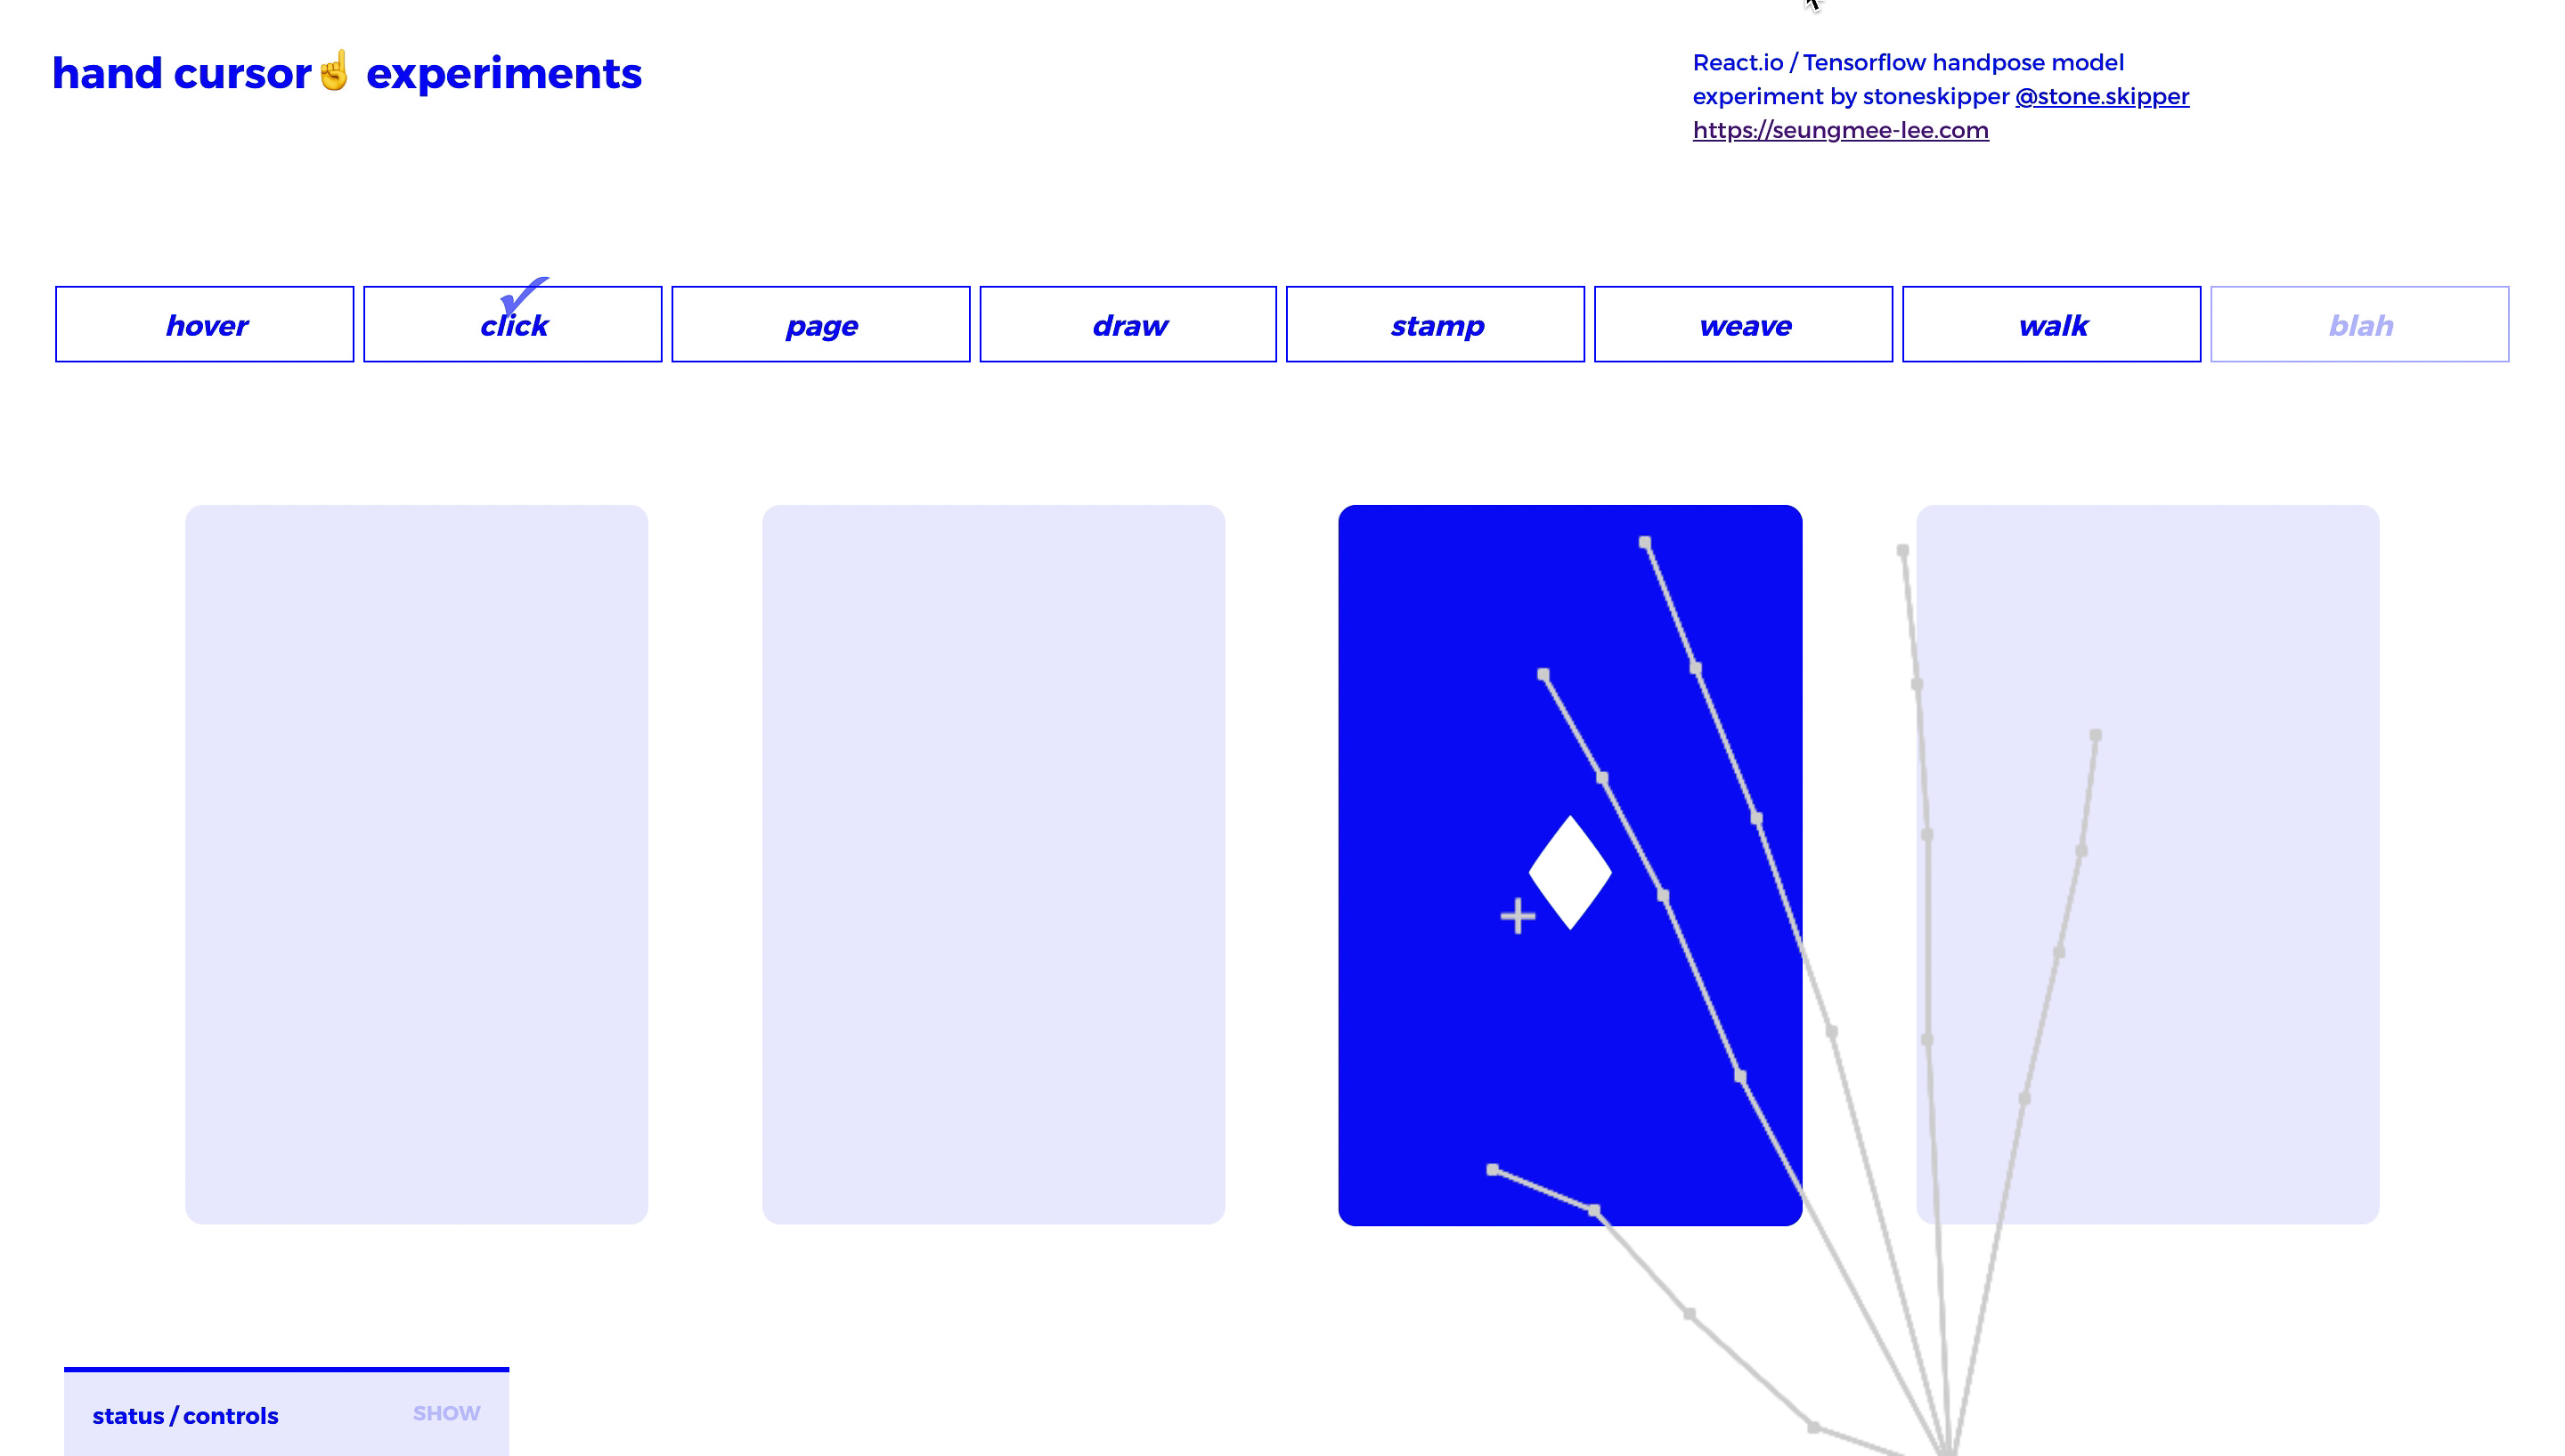 hand cursor☝ experiments
React.io / Tensorflow handpose model
experiment by stoneskipper @stone.skipper
https://seungmee-lee.com
hover
click
page
draw
stamp
weave
walk
blah
status / controls
SHOW